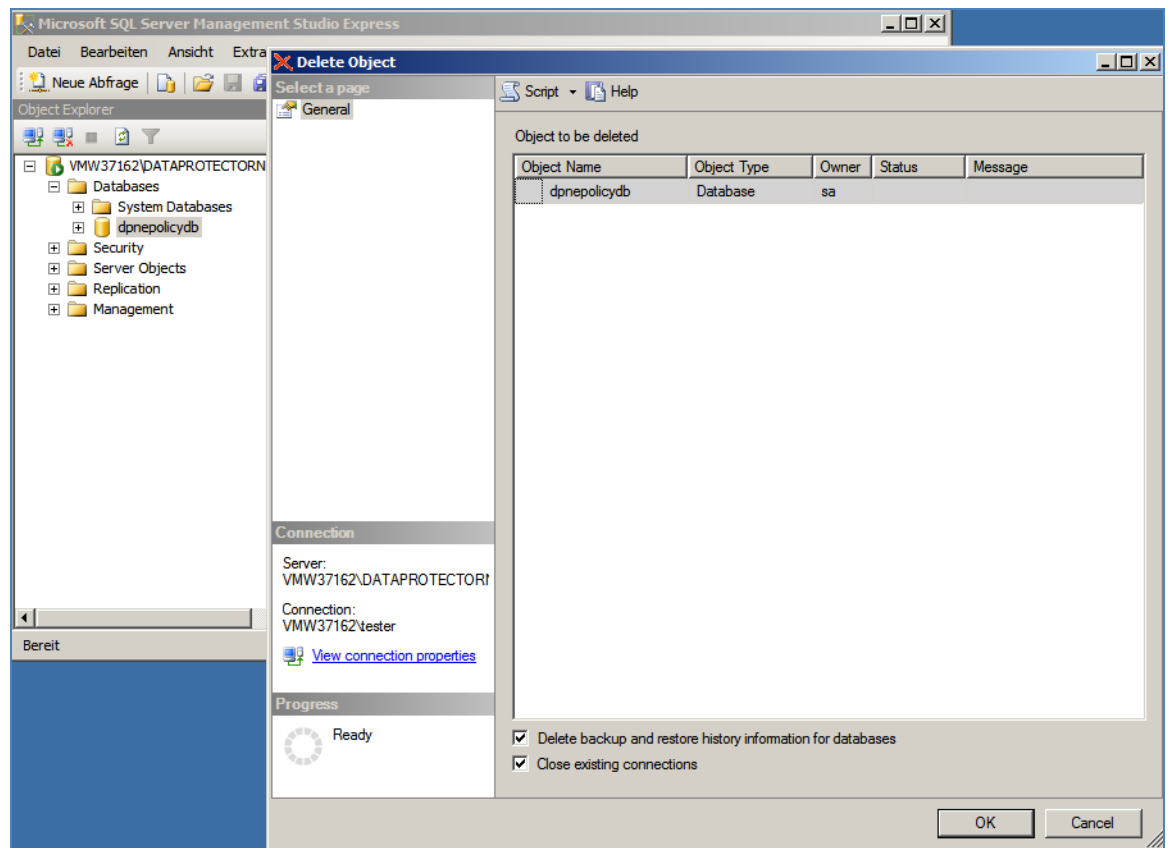 Microsoft SQL Server Management Studio Express
Datei Bearbeiten Ansicht Extra
Neue Abfrage
Object Explorer
VMW37162\DATAPROTECTORN
Databases
System Databases
dpnepolicydb
Security
Server Objects
Replication
Management
Bereit
Delete Object
Select a page
General
Connection
Server:
VMW37162\DATAPROTECTORN
Connection:
VMW37162\tester
View connection properties
Progress
Ready
Script Help
Object to be deleted
Object Name Object Type Owner Status Message
dpnepolicydb Database sa
Delete backup and restore history information for databases
Close existing connections
OK Cancel